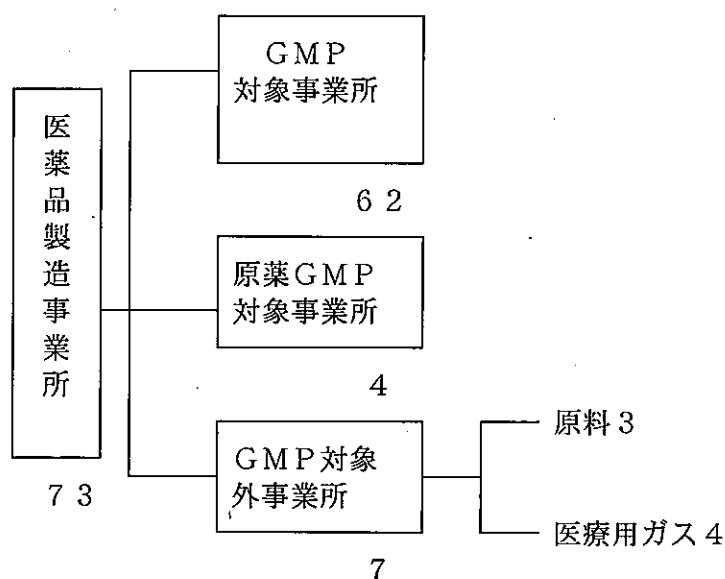 医薬品製造事業所
７３
ＧＭＰ
対象事業所
６２
原薬ＧＭＰ
対象事業所
４
ＧＭＰ対象
外事業所
７
原料３
医療用ガス４